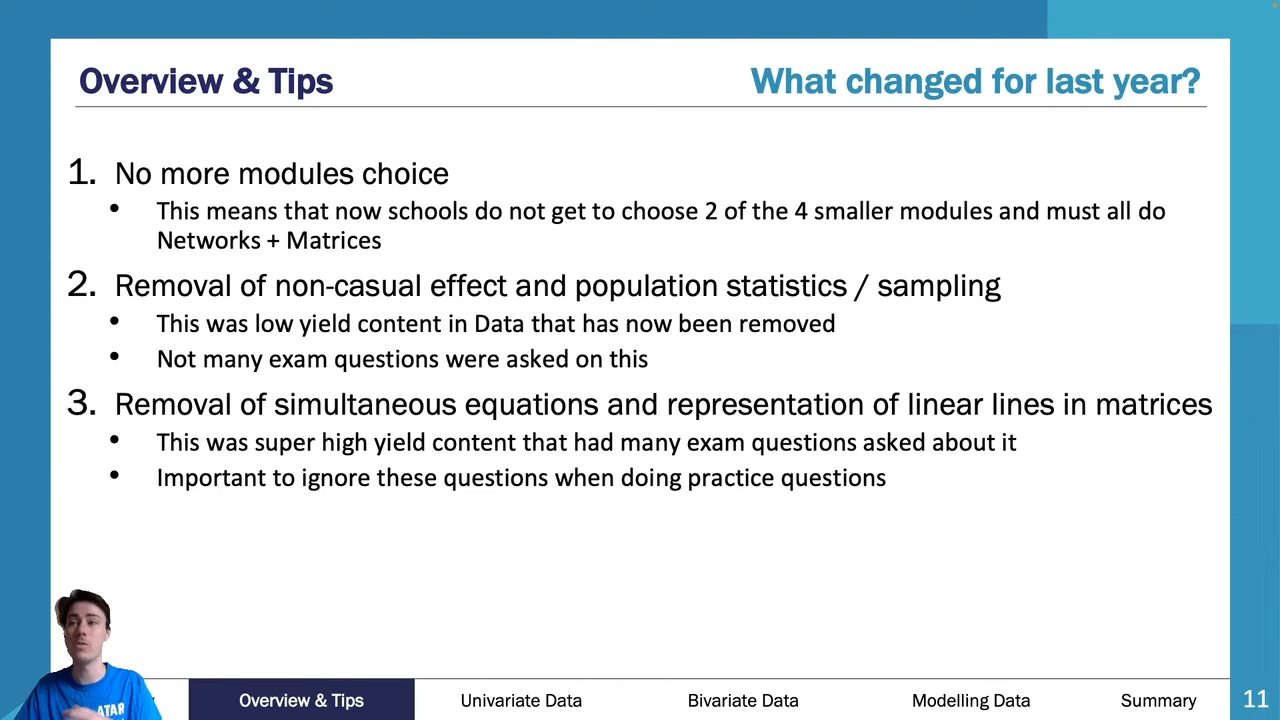 Overview & Tips
What changed for last year?
1. No more modules choice
• This means that now schools do not get to choose 2 of the 4 smaller modules and must all do
Networks + Matrices
2. Removal of non-casual effect and population statistics / sampling
• This was low yield content in Data that has now been removed
• Not many exam questions were asked on this
3. Removal of simultaneous equations and representation of linear lines in matrices
• This was super high yield content that had many exam questions asked about it
• Important to ignore these questions when doing practice questions
ATAR
Overview & Tips
Univariate Data
Bivariate Data
Modelling Data
Summary
11